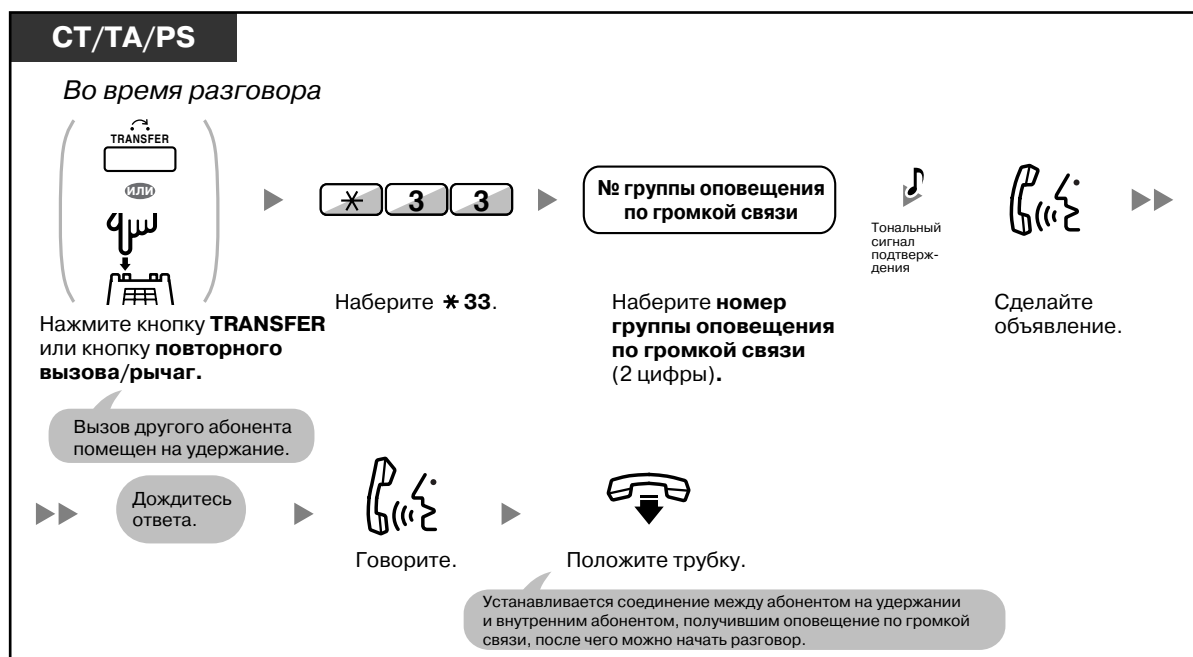 CT/TA/PS
Во время разговора
TRANSFER
или
✳ 3 3
№ группы оповещения
по громкой связи
Тональный
сигнал
подтверж-
дения
Нажмите кнопку TRANSFER
или кнопку повторного
вызова/рычаг.
Наберите ✳ 33.
Наберите номер
группы оповещения
по громкой связи
(2 цифры).
Сделайте
объявление.
Вызов другого абонента
помещен на удержание.
Дождитесь
ответа.
Говорите.
Положите трубку.
Устанавливается соединение между абонентом на удержании
и внутренним абонентом, получившим оповещение по громкой
связи, после чего можно начать разговор.